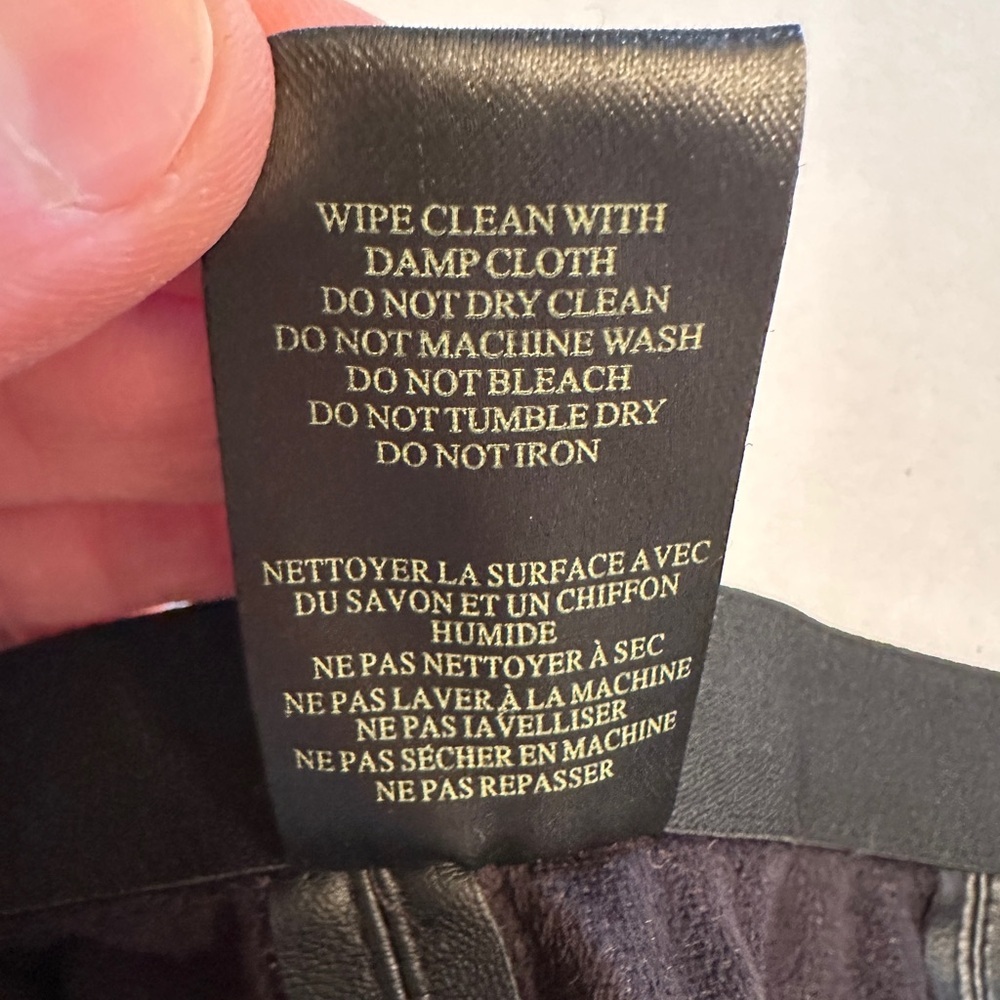 WIPE CLEAN WITH
DAMP CLOTH
DO NOT DRY CLEAN
DO NOT MACHINE WASH
DO NOT BLEACH
DO NOT TUMBLE DRY
DO NOT IRON
NETTOYER LA SURFACE AVEC
DU SAVON ET UN CHIFFON
HUMIDE
NE PAS NETTOYER À SEC
NE PAS LAVER À LA MACHINE
NE PAS IAVELLISER
NE PAS SÉCHER EN MACHINE
NE PAS REPASSER